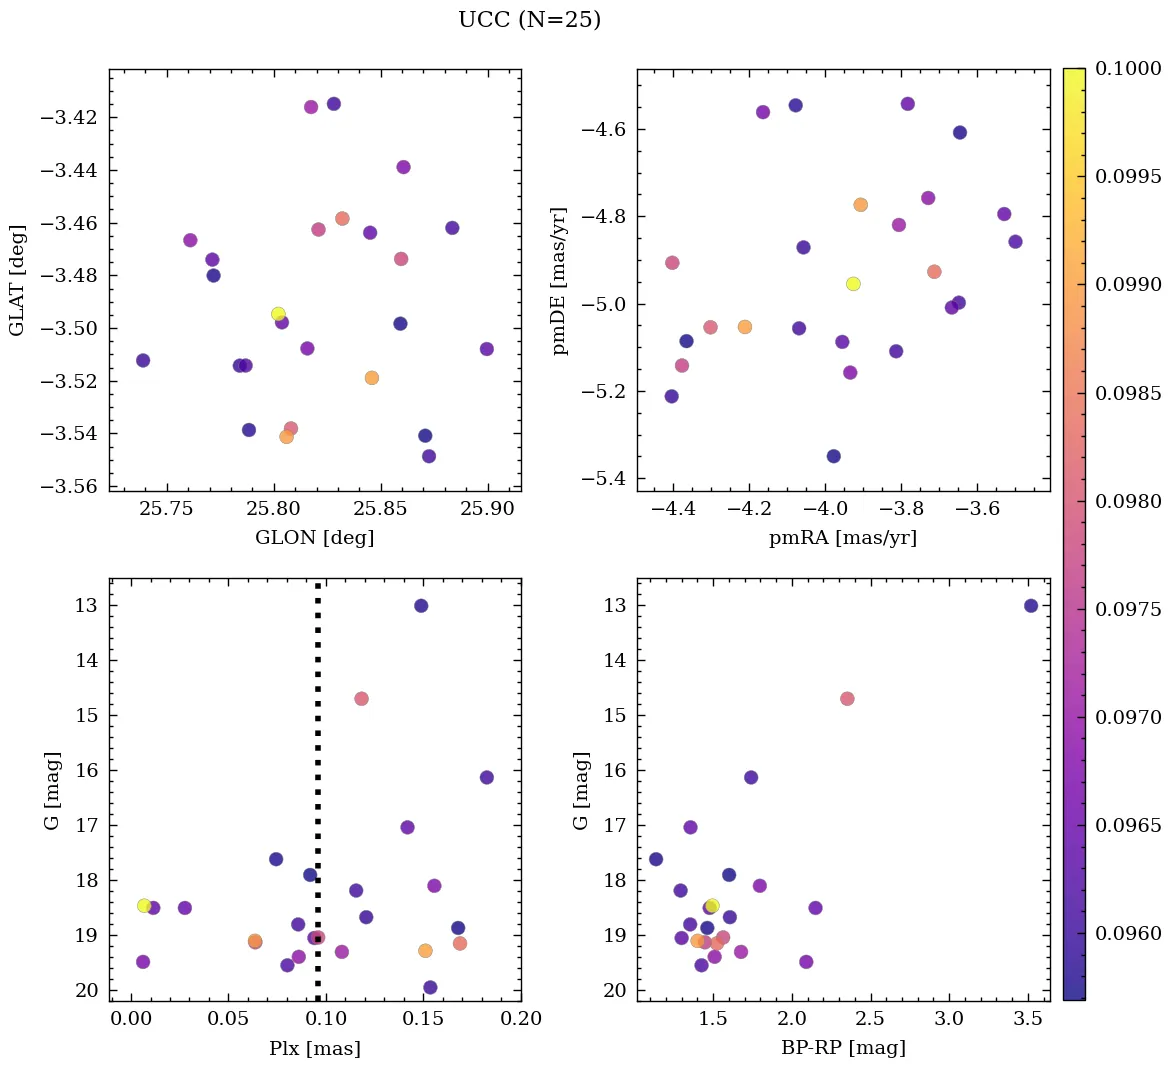 UCC (N=25)
−3.42
−3.44
−3.46
−3.48
−3.50
−3.52
−3.54
−3.56
GLAT [deg]
25.75 25.80 25.85 25.90
GLON [deg]
−4.6
−4.8
−5.0
−5.2
−5.4
pmDE [mas/yr]
−4.4 −4.2 −4.0 −3.8 −3.6
pmRA [mas/yr]
13
14
15
16
17
18
19
20
G [mag]
0.00 0.05 0.10 0.15 0.20
Plx [mas]
13
14
15
16
17
18
19
20
G [mag]
1.5 2.0 2.5 3.0 3.5
BP-RP [mag]
0.1000
0.0995
0.0990
0.0985
0.0980
0.0975
0.0970
0.0965
0.0960